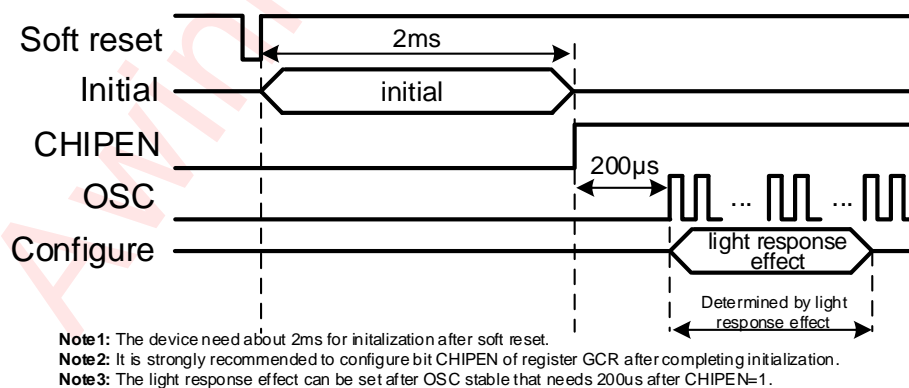 Soft reset
2ms
Initial
initial
CHIPEN
200µs
OSC
... ...
Configure
light response
effect
Determined by light
response effect
Note1: The device need about 2ms for initalization after soft reset.
Note2: It is strongly recommended to configure bit CHIPEN of register GCR after completing initialization.
Note3: The light response effect can be set after OSC stable that needs 200us after CHIPEN=1.